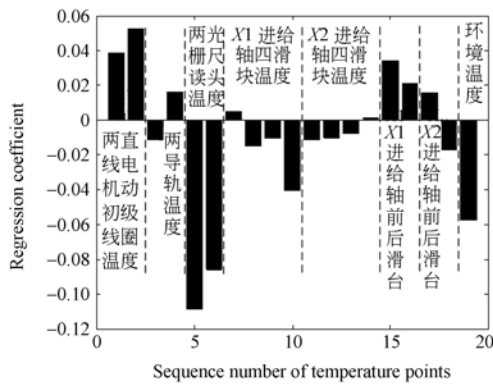 0.06
0.04
0.02
0
−0.02
−0.04
−0.06
−0.08
−0.10
−0.12
Regression coefficient
两直
线电
机动
初级
线圈
温度
两
导
轨
温
度
两光
栅尺
读头
温度
X1 进给
轴四滑
块温度
X2 进给
轴四滑
块温度
X1
进
给
轴
前
后
滑
台
X2
进
给
轴
前
后
滑
台
环
境
温
度
0
5
10
15
20
Sequence number of temperature points